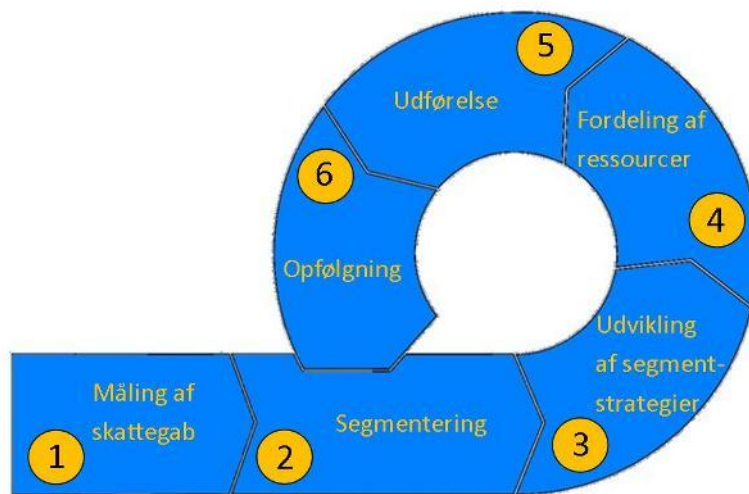 1
Måling af
skattegab
2
Segmentering
3
Udvikling
af segment-
strategier
4
Fordeling af
ressourcer
5
Udførelse
6
Opfølgning